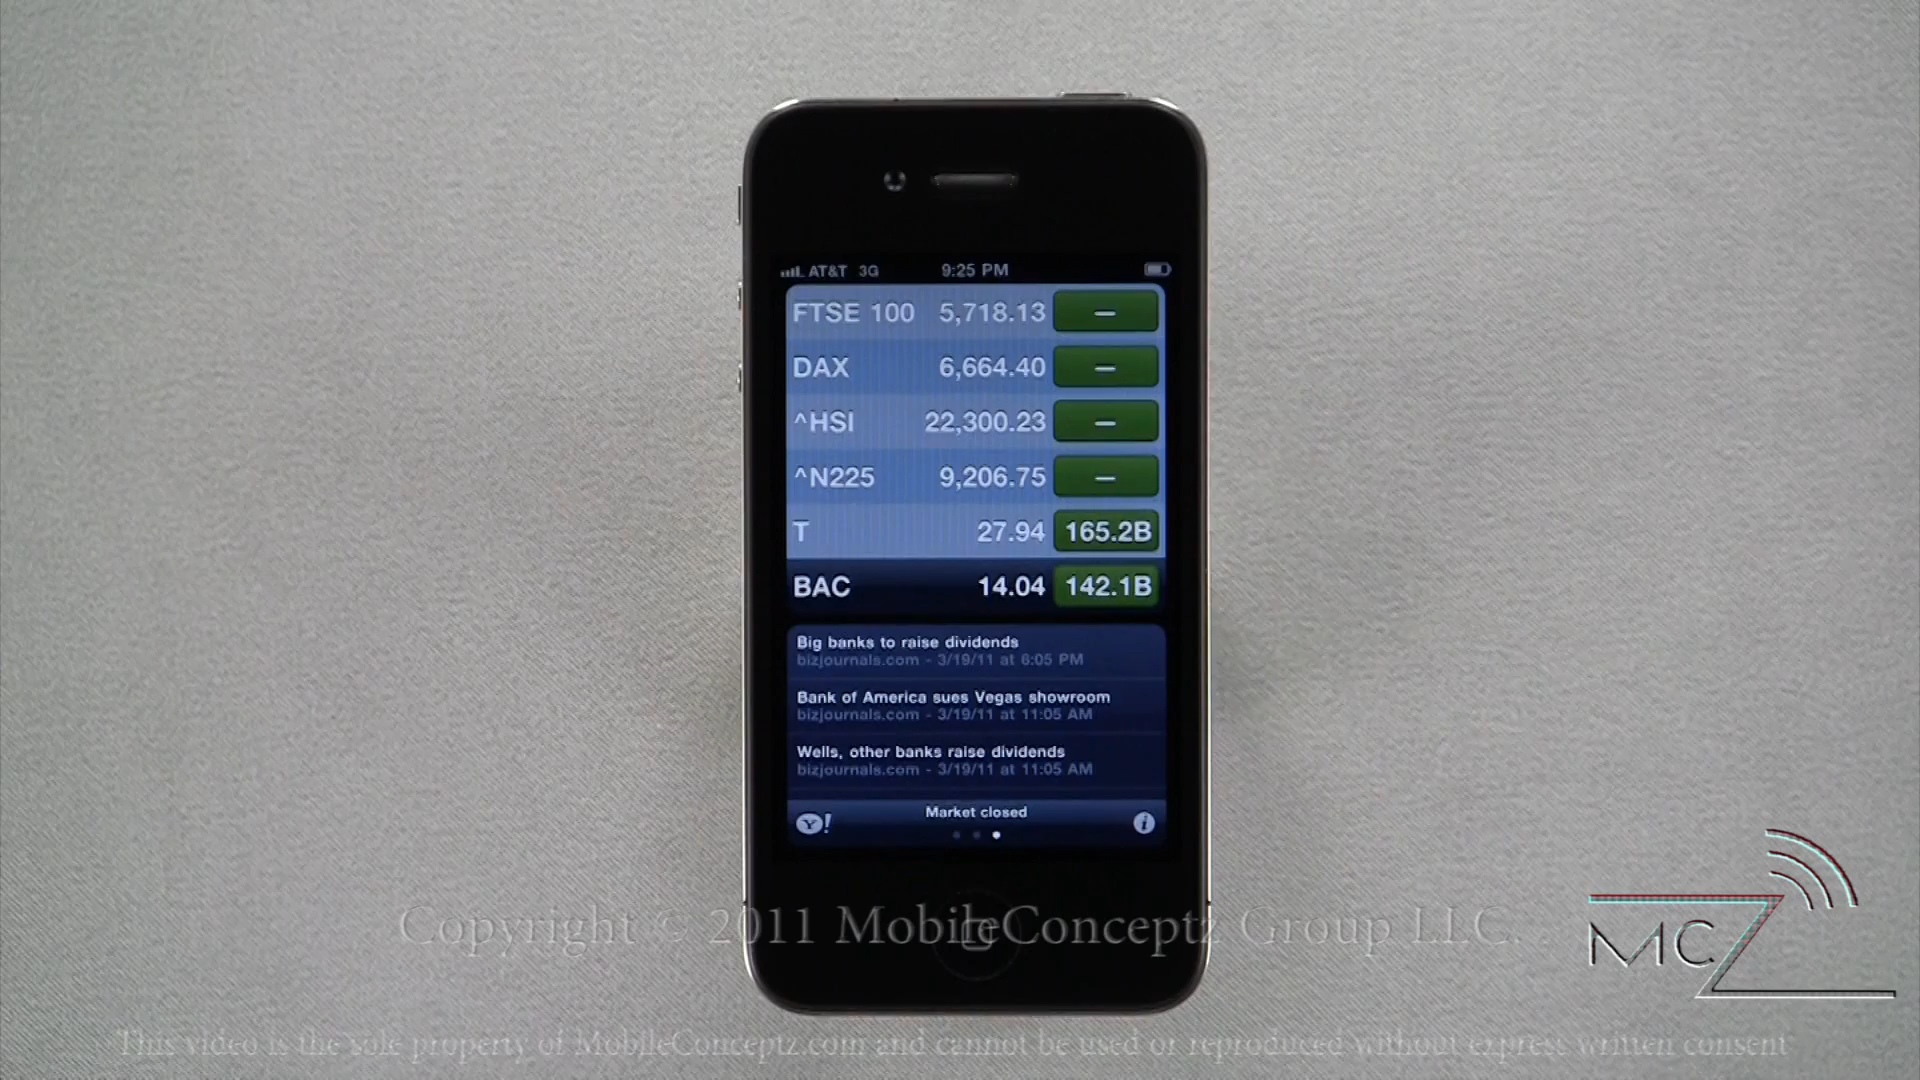 AT&T 3G 9:25 PM
FTSE 100 5,718.13 –
DAX 6,664.40 –
^HSI 22,300.23 –
^N225 9,206.75 –
T 27.94 165.2B
BAC 14.04 142.1B
Big banks to raise dividends
bizjournals.com - 3/19/11 at 6:05 PM
Bank of America sues Vegas showroom
bizjournals.com - 3/19/11 at 11:05 AM
Wells, other banks raise dividends
bizjournals.com - 3/19/11 at 11:05 AM
Market closed
Y! i
Copyright © 2011 MobileConceptz Group LLC.
MCZ
This video is the sole property of MobileConceptz.com and cannot be used or reproduced without express written consent